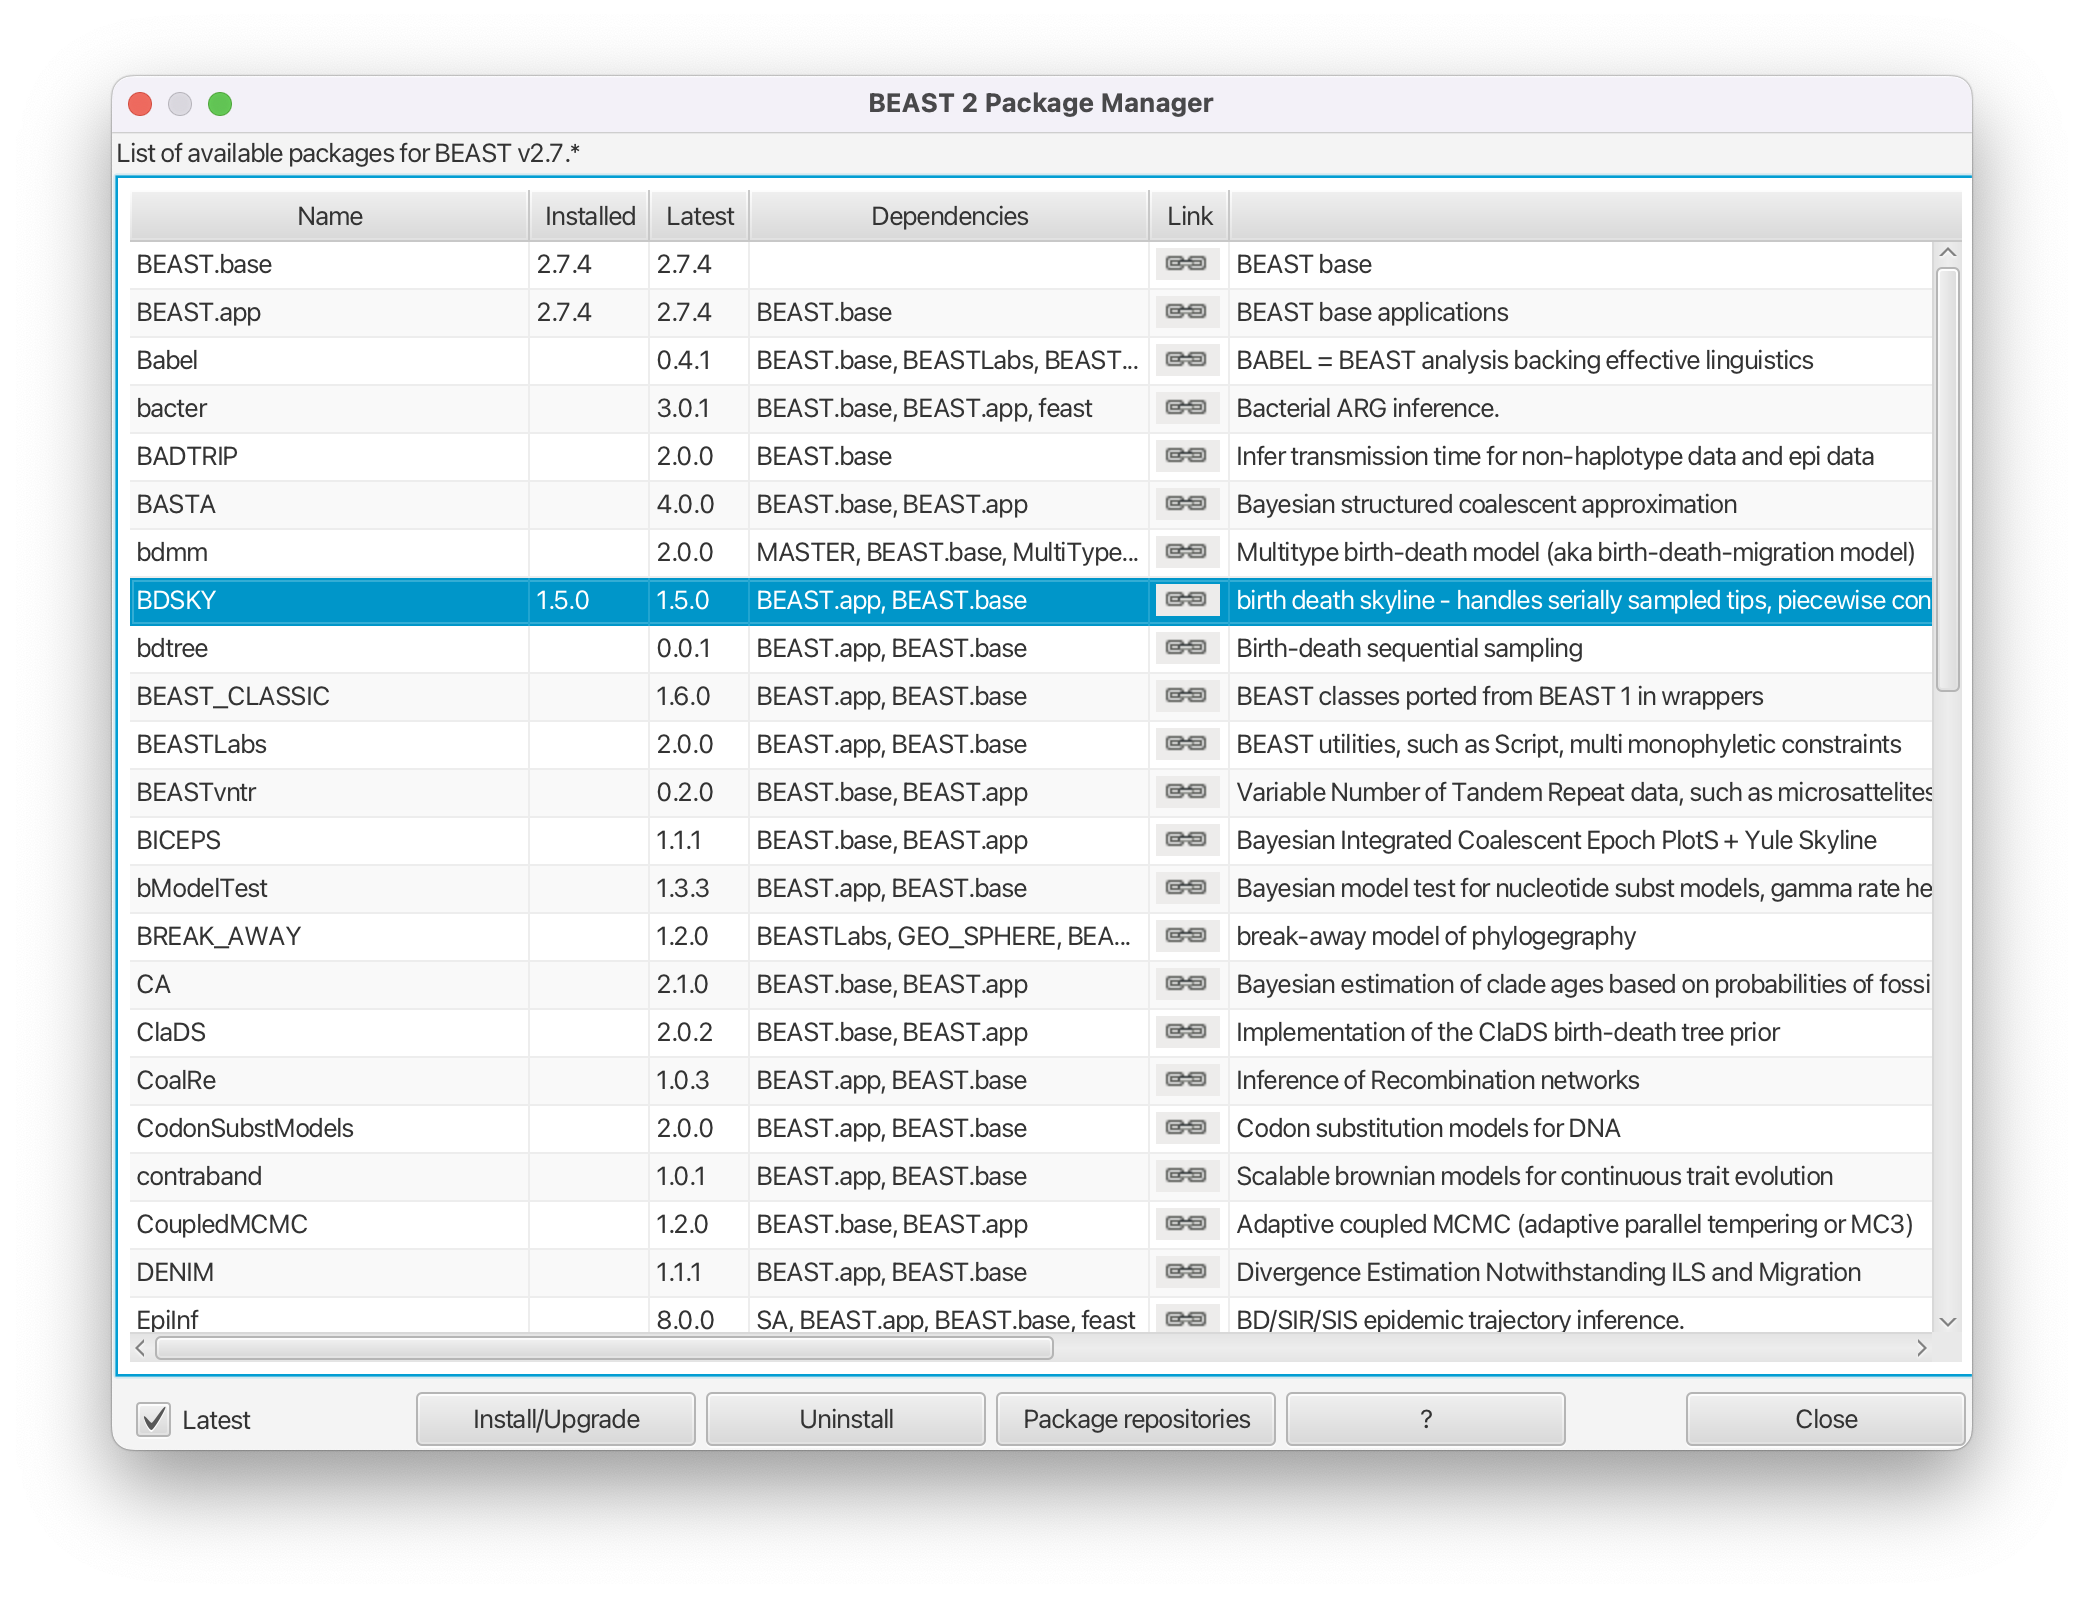 BEAST 2 Package Manager
List of available packages for BEAST v2.7.*
Name Installed Latest Dependencies Link
BEAST.base 2.7.4 2.7.4 BEAST base
BEAST.app 2.7.4 2.7.4 BEAST.base BEAST base applications
Babel 0.4.1 BEAST.base, BEASTLabs, BEAST... BABEL = BEAST analysis backing effective linguistics
bacter 3.0.1 BEAST.base, BEAST.app, feast Bacterial ARG inference.
BADTRIP 2.0.0 BEAST.base Infer transmission time for non-haplotype data and epi data
BASTA 4.0.0 BEAST.base, BEAST.app Bayesian structured coalescent approximation
bdmm 2.0.0 MASTER, BEAST.base, MultiType... Multitype birth-death model (aka birth-death-migration model)
BDSKY 1.5.0 1.5.0 BEAST.app, BEAST.base birth death skyline - handles serially sampled tips, piecewise con
bdtree 0.0.1 BEAST.app, BEAST.base Birth-death sequential sampling
BEAST_CLASSIC 1.6.0 BEAST.app, BEAST.base BEAST classes ported from BEAST 1 in wrappers
BEASTLabs 2.0.0 BEAST.app, BEAST.base BEAST utilities, such as Script, multi monophyletic constraints
BEASTvntr 0.2.0 BEAST.base, BEAST.app Variable Number of Tandem Repeat data, such as microsattelites
BICEPS 1.1.1 BEAST.base, BEAST.app Bayesian Integrated Coalescent Epoch PlotS + Yule Skyline
bModelTest 1.3.3 BEAST.app, BEAST.base Bayesian model test for nucleotide subst models, gamma rate he
BREAK_AWAY 1.2.0 BEASTLabs, GEO_SPHERE, BEA... break-away model of phylogegraphy
CA 2.1.0 BEAST.base, BEAST.app Bayesian estimation of clade ages based on probabilities of fossi
ClaDS 2.0.2 BEAST.base, BEAST.app Implementation of the ClaDS birth-death tree prior
CoalRe 1.0.3 BEAST.app, BEAST.base Inference of Recombination networks
CodonSubstModels 2.0.0 BEAST.app, BEAST.base Codon substitution models for DNA
contraband 1.0.1 BEAST.app, BEAST.base Scalable brownian models for continuous trait evolution
CoupledMCMC 1.2.0 BEAST.base, BEAST.app Adaptive coupled MCMC (adaptive parallel tempering or MC3)
DENIM 1.1.1 BEAST.app, BEAST.base Divergence Estimation Notwithstanding ILS and Migration
EpiInf 8.0.0 SA, BEAST.app, BEAST.base, feast BD/SIR/SIS epidemic trajectory inference.
Latest Install/Upgrade Uninstall Package repositories ? Close